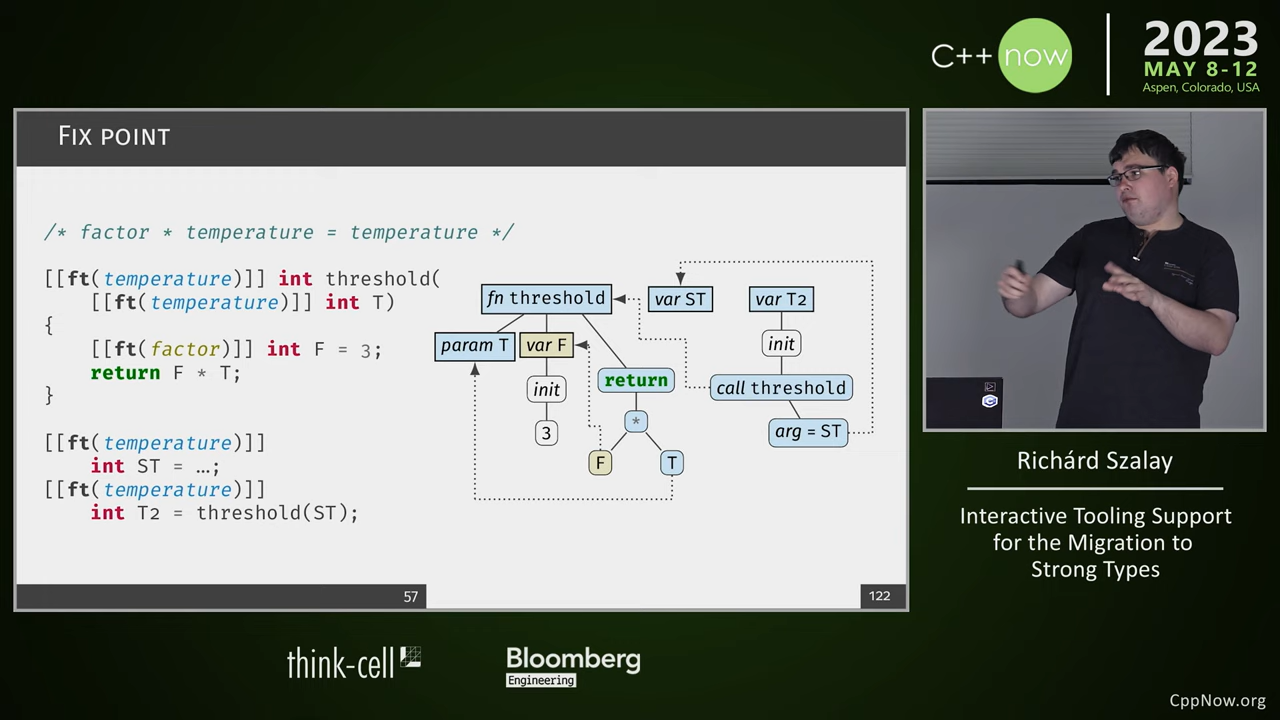 C++ now
2023
MAY 8-12
Aspen, Colorado, USA
FIX POINT
/* factor * temperature = temperature */
[[ft(temperature)]] int threshold(
[[ft(temperature)]] int T)
{
[[ft(factor)]] int F = 3;
return F * T;
}
[[ft(temperature)]]
int ST = …;
[[ft(temperature)]]
int T2 = threshold(ST);
fn threshold
var ST
var T2
param T
var F
init
init
return
call threshold
3
*
arg = ST
F
T
57
122
Richárd Szalay
Interactive Tooling Support
for the Migration to
Strong Types
think-cell
Bloomberg
Engineering
CppNow.org